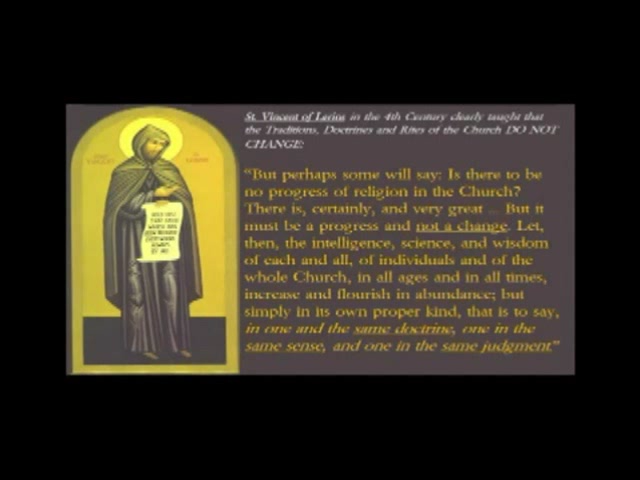 St. Vincent of Lerins in the 4th Century clearly taught that
the Traditions, Doctrines and Rites of the Church DO NOT
CHANGE:
"But perhaps some will say: Is there to be
no progress of religion in the Church?
There is, certainly, and very great ... But it
must be a progress and not a change. Let,
then, the intelligence, science, and wisdom
of each and all, of individuals and of the
whole Church, in all ages and in all times,
increase and flourish in abundance; but
simply in its own proper kind, that is to say,
in one and the same doctrine, one in the
same sense, and one in the same judgment."